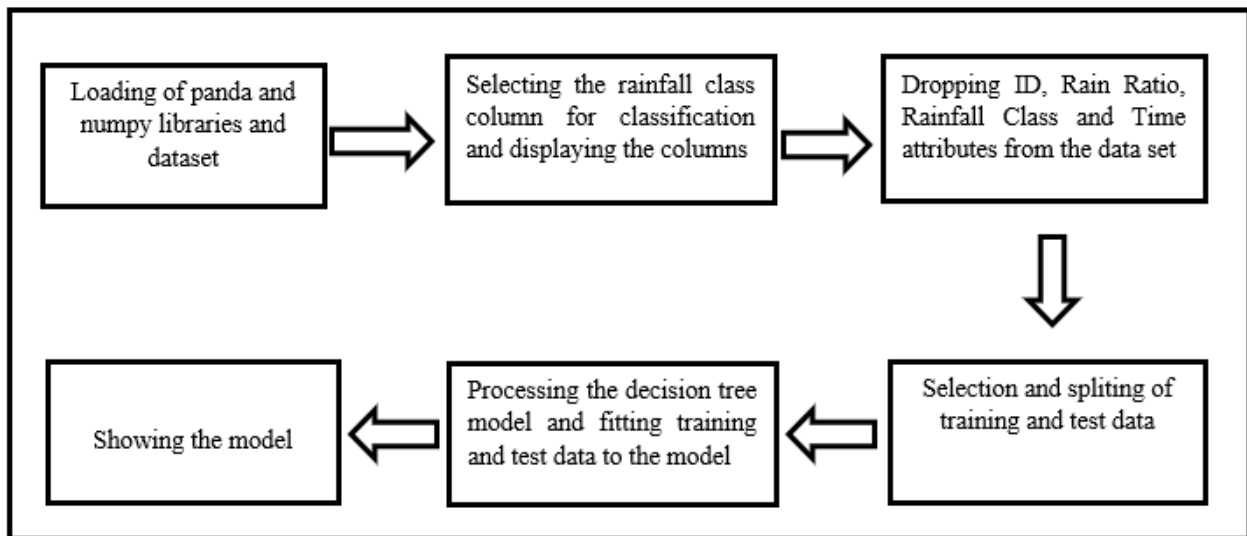 Loading of panda and
numpy libraries and
dataset
Selecting the rainfall class
column for classification
and displaying the columns
Dropping ID, Rain Ratio,
Rainfall Class and Time
attributes from the data set
Selection and spliting of
training and test data
Processing the decision tree
model and fitting training
and test data to the model
Showing the model